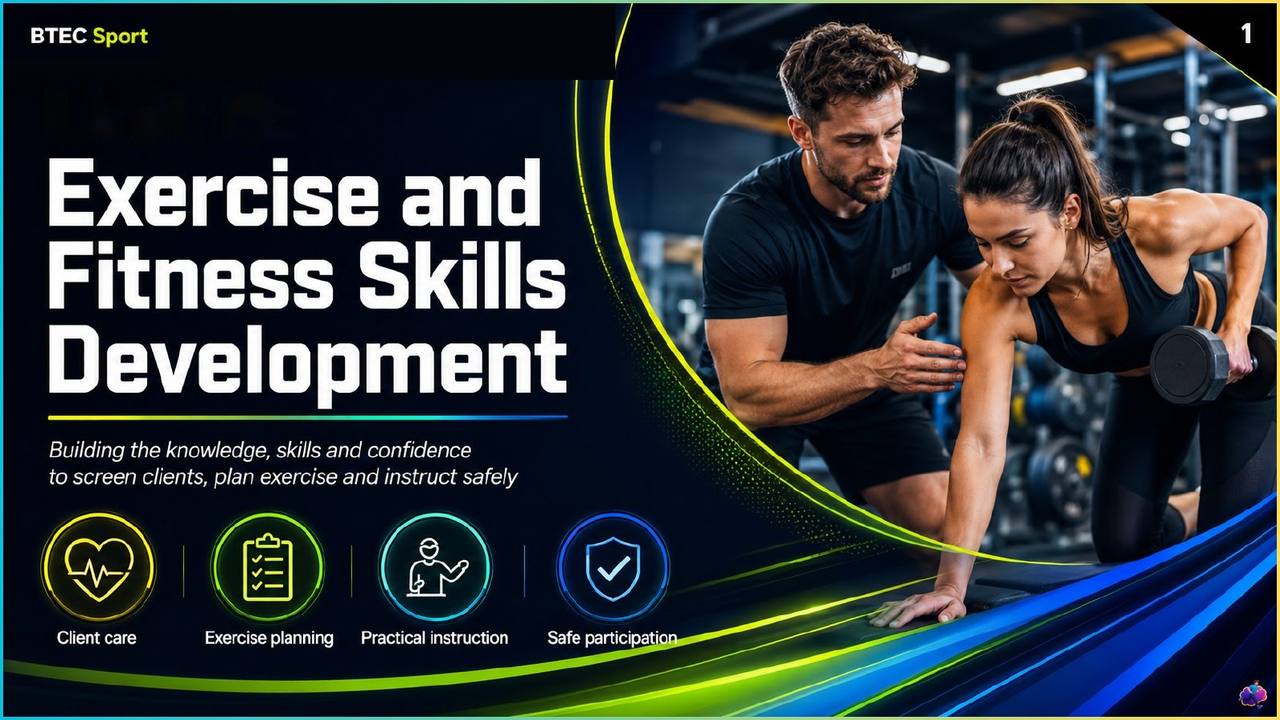 BTEC Sport
1
Exercise and
Fitness Skills
Development
Building the knowledge, skills and confidence
to screen clients, plan exercise and instruct safely
Client care
Exercise planning
Practical instruction
Safe participation